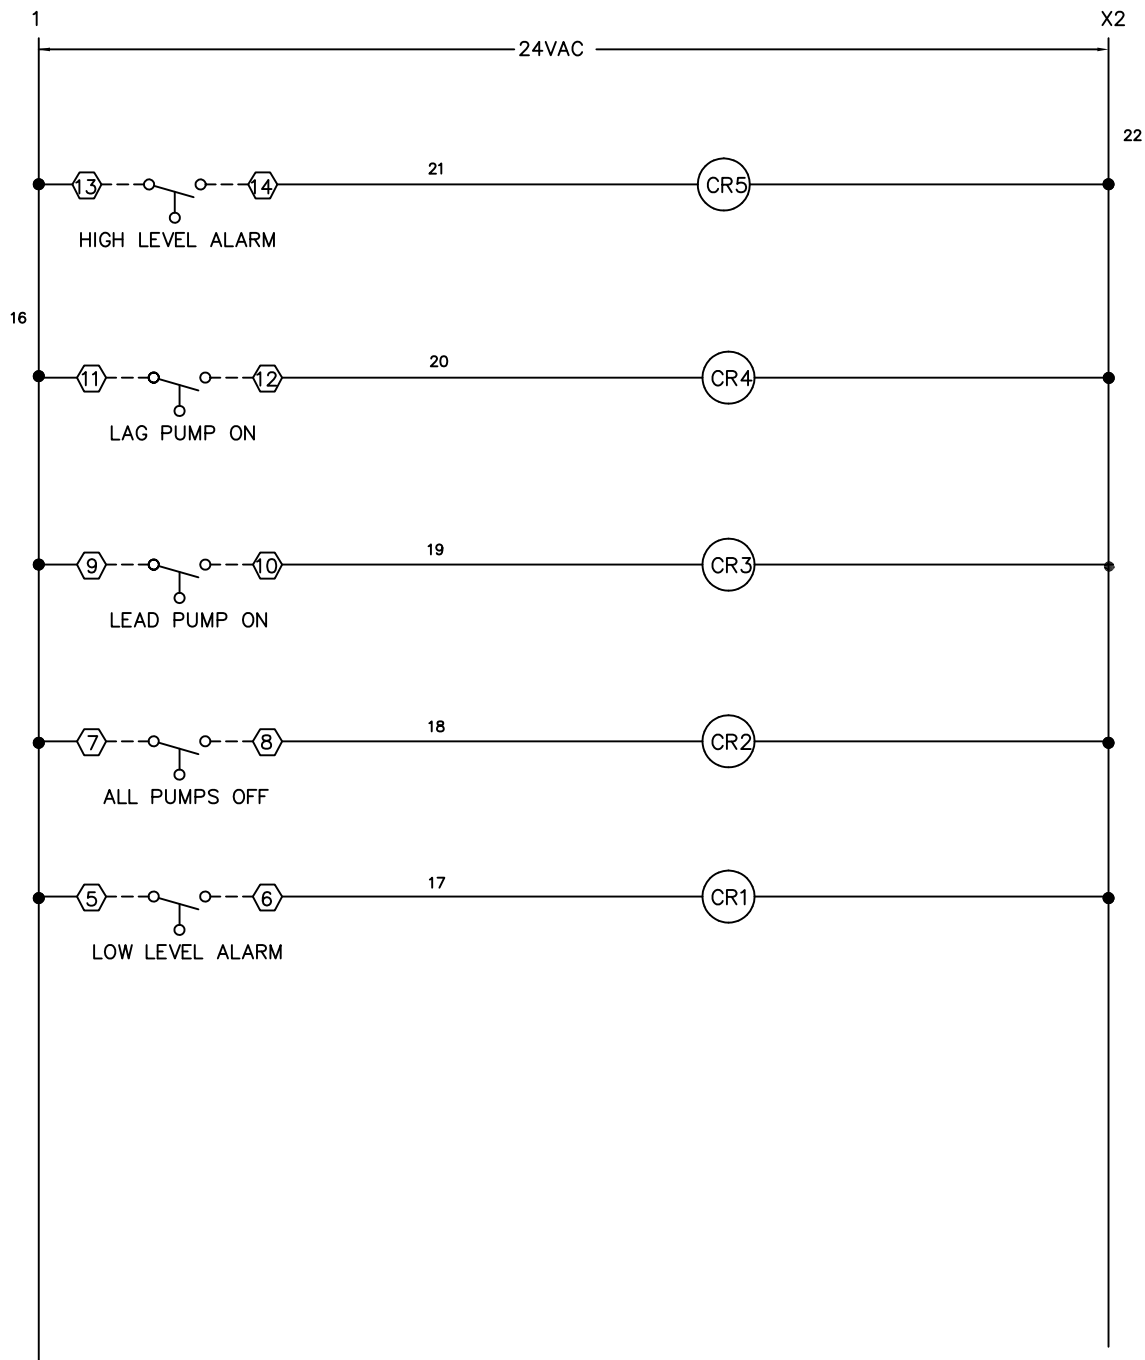 1 X2
24VAC
22
21
13 14 CR5
HIGH LEVEL ALARM
16
20
11 12 CR4
LAG PUMP ON
19
9 10 CR3
LEAD PUMP ON
18
7 8 CR2
ALL PUMPS OFF
17
5 6 CR1
LOW LEVEL ALARM